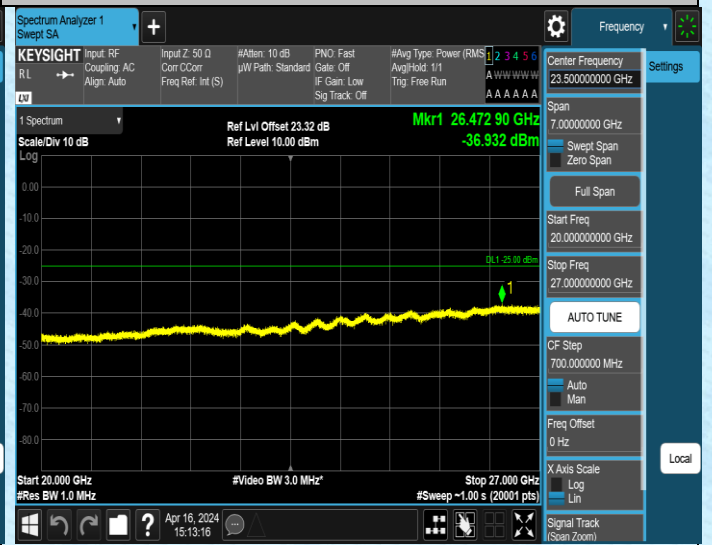 Spectrum Analyzer 1
Swept SA
+
Frequency
KEYSIGHT
RL
LXI
Input: RF
Coupling: AC
Align: Auto
Input Z: 50 Ω
Corr CCorr
Freq Ref: Int (S)
#Atten: 10 dB
µW Path: Standard
PNO: Fast
Gate: Off
IF Gain: Low
Sig Track: Off
#Avg Type: Power (RMS
Avg|Hold: 1/1
Trig: Free Run
1 2 3 4 5 6
A W W W W W
A A A A A A
Center Frequency
23.500000000 GHz
Settings
Span
7.00000000 GHz
Swept Span
Zero Span
Full Span
Start Freq
20.000000000 GHz
Stop Freq
27.000000000 GHz
AUTO TUNE
CF Step
700.000000 MHz
Auto
Man
Freq Offset
0 Hz
X Axis Scale
Log
Lin
Signal Track
(Span Zoom)
Local
1 Spectrum
Scale/Div 10 dB
Log
Ref Lvl Offset 23.32 dB
Ref Level 10.00 dBm
Mkr1 26.472 90 GHz
-36.932 dBm
0.00
-10.0
-20.0
DL1 -25.00 dBm
-30.0
1
-40.0
-50.0
-60.0
-70.0
-80.0
Start 20.000 GHz
#Res BW 1.0 MHz
#Video BW 3.0 MHz*
Stop 27.000 GHz
#Sweep ~1.00 s (20001 pts)
?
Apr 16, 2024
15:13:16